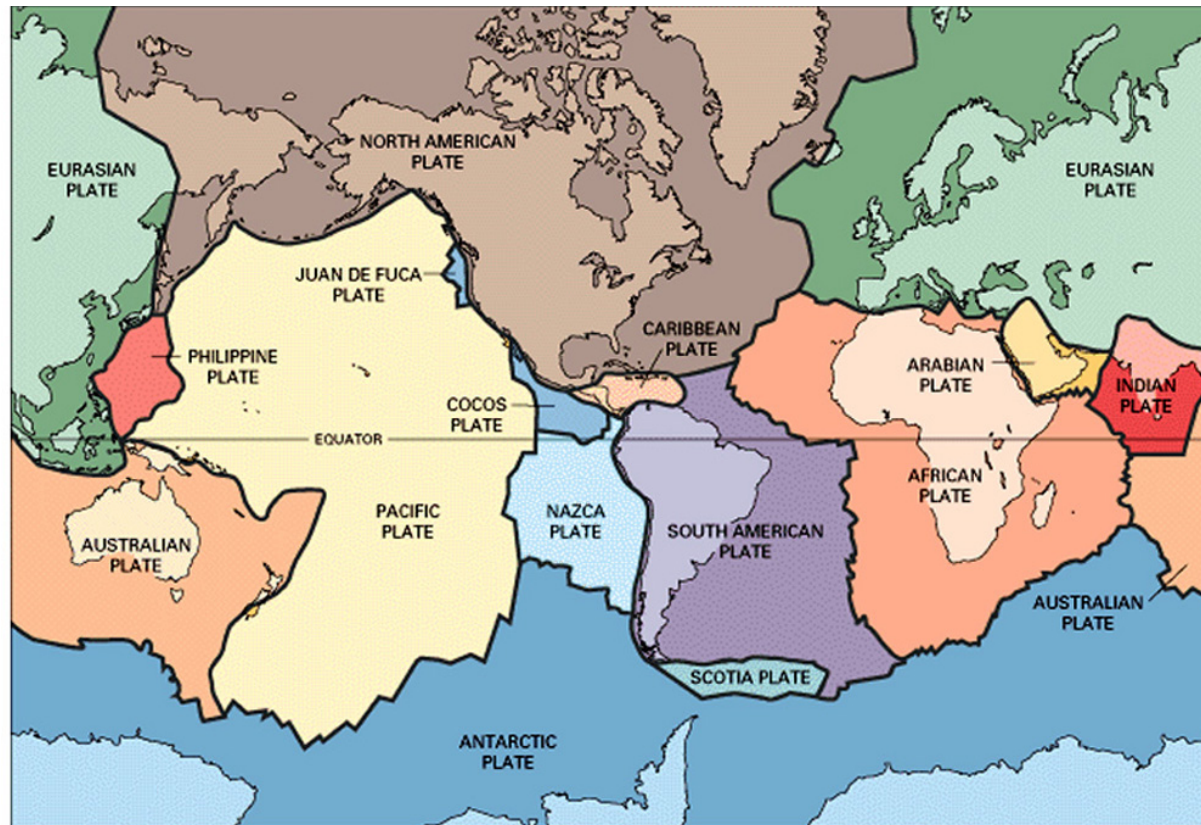 NORTH AMERICAN
PLATE
EURASIAN
PLATE
EURASIAN
PLATE
JUAN DE FUCA
PLATE
CARIBBEAN
PLATE
PHILIPPINE
PLATE
ARABIAN
PLATE
INDIAN
PLATE
COCOS
PLATE
EQUATOR
AFRICAN
PLATE
PACIFIC
PLATE
NAZCA
PLATE
SOUTH AMERICAN
PLATE
AUSTRALIAN
PLATE
AUSTRALIAN
PLATE
SCOTIA PLATE
ANTARCTIC
PLATE